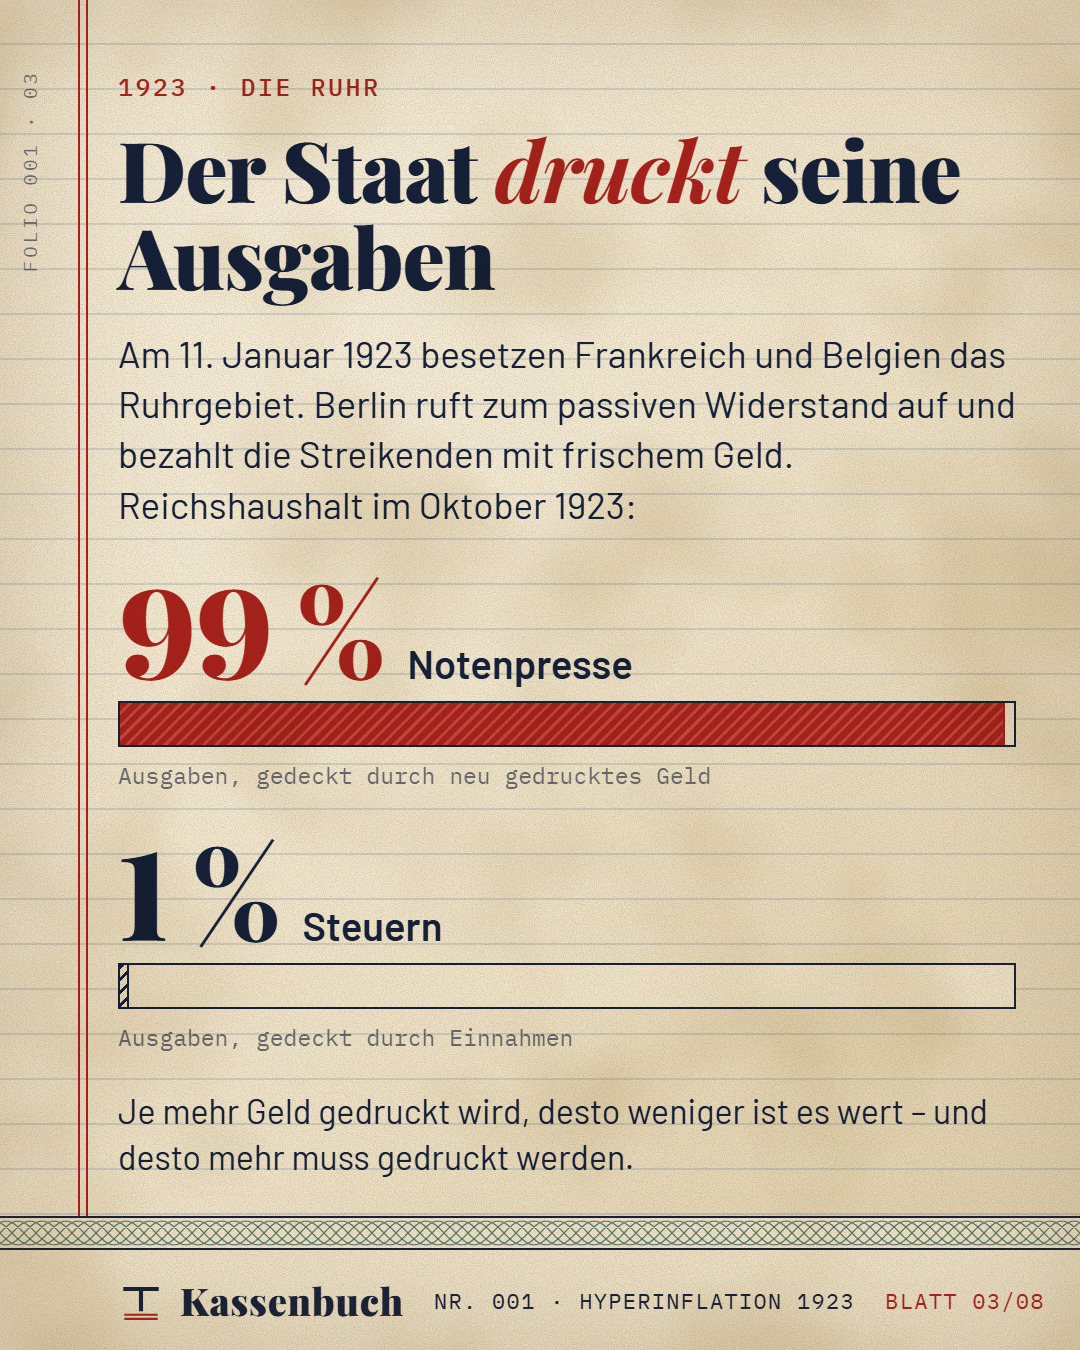 FOLIO 001 · 03
1923 · DIE RUHR
Der Staat druckt seine
Ausgaben
Am 11. Januar 1923 besetzen Frankreich und Belgien das
Ruhrgebiet. Berlin ruft zum passiven Widerstand auf und
bezahlt die Streikenden mit frischem Geld.
Reichshaushalt im Oktober 1923:
99 % Notenpresse
Ausgaben, gedeckt durch neu gedrucktes Geld
1 % Steuern
Ausgaben, gedeckt durch Einnahmen
Je mehr Geld gedruckt wird, desto weniger ist es wert – und
desto mehr muss gedruckt werden.
Kassenbuch NR. 001 · HYPERINFLATION 1923 BLATT 03/08